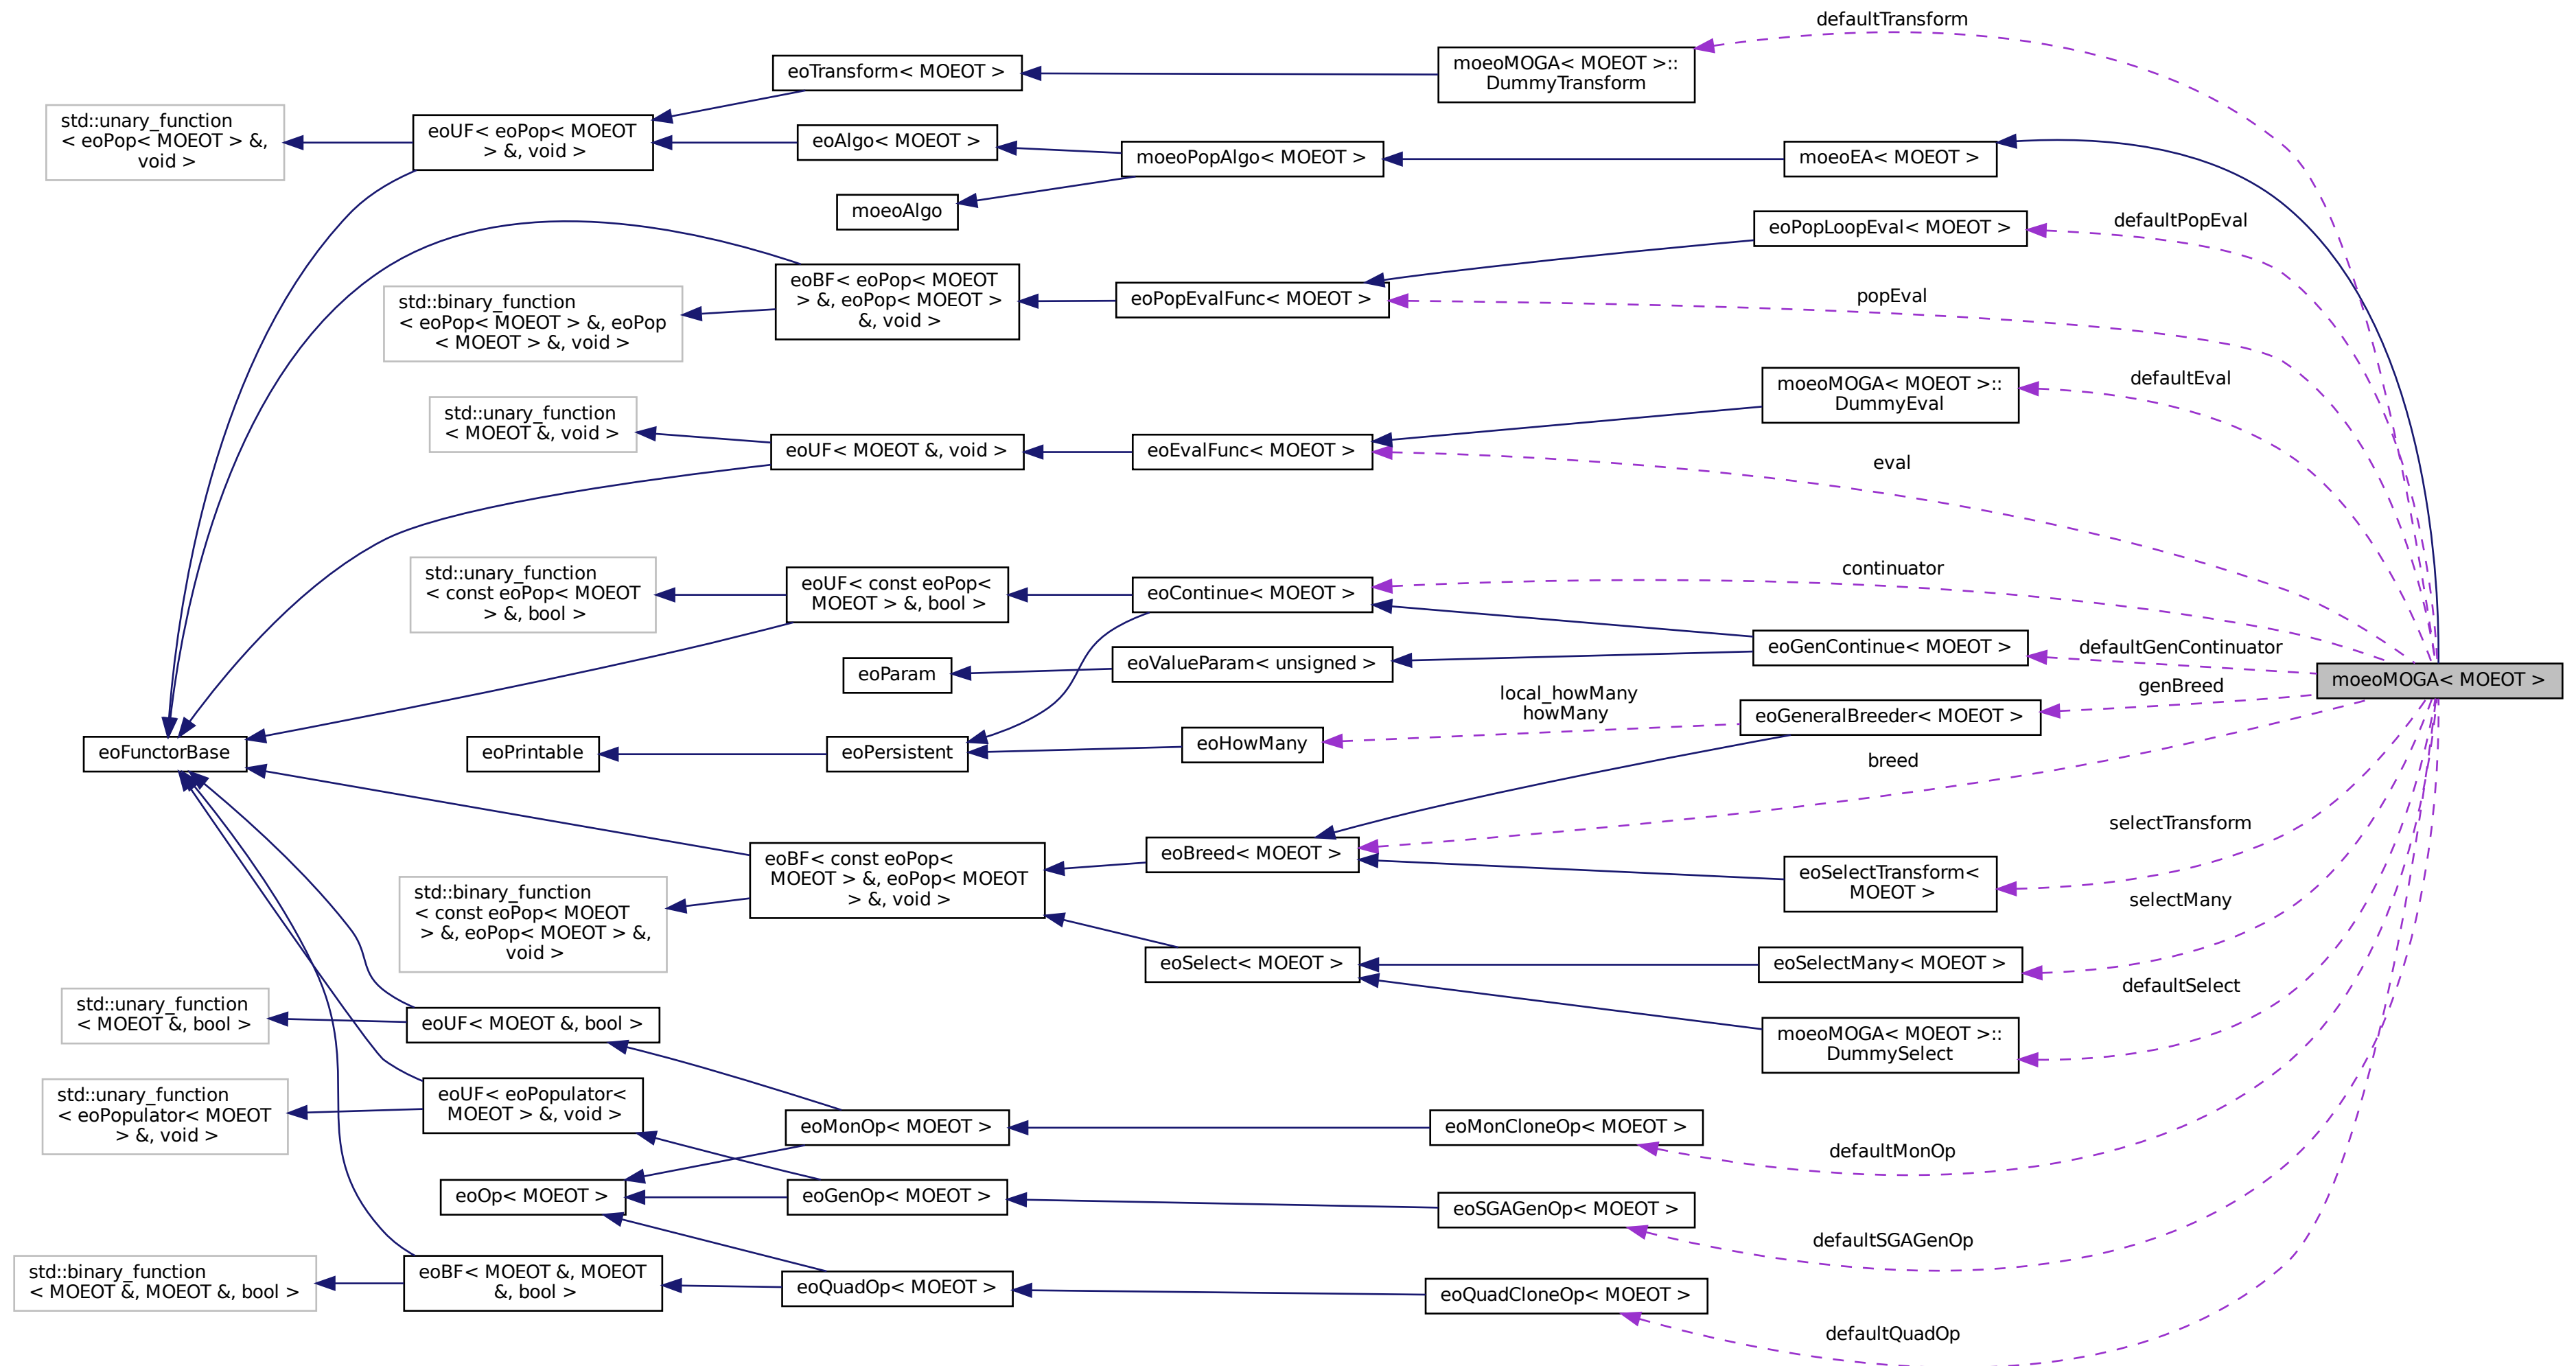 defaultTransform
eoTransform< MOEOT >
moeoMOGA< MOEOT >::
DummyTransform
std::unary_function
< eoPop< MOEOT > &,
void >
eoUF< eoPop< MOEOT
> &, void >
eoAlgo< MOEOT >
moeoPopAlgo< MOEOT >
moeoEA< MOEOT >
moeoAlgo
eoPopLoopEval< MOEOT >
defaultPopEval
std::binary_function
< eoPop< MOEOT > &, eoPop
< MOEOT > &, void >
eoBF< eoPop< MOEOT
> &, eoPop< MOEOT >
&, void >
eoPopEvalFunc< MOEOT >
popEval
moeoMOGA< MOEOT >::
DummyEval
defaultEval
std::unary_function
< MOEOT &, void >
eoUF< MOEOT &, void >
eoEvalFunc< MOEOT >
eval
std::unary_function
< const eoPop< MOEOT
> &, bool >
eoUF< const eoPop<
MOEOT > &, bool >
eoContinue< MOEOT >
continuator
eoParam
eoValueParam< unsigned >
eoGenContinue< MOEOT >
defaultGenContinuator
moeoMOGA< MOEOT >
genBreed
local_howMany
howMany
eoGeneralBreeder< MOEOT >
eoFunctorBase
eoPrintable
eoPersistent
eoHowMany
breed
selectTransform
eoBF< const eoPop<
MOEOT > &, eoPop< MOEOT
> &, void >
eoBreed< MOEOT >
eoSelectTransform<
MOEOT >
std::binary_function
< const eoPop< MOEOT
> &, eoPop< MOEOT > &,
void >
selectMany
eoSelect< MOEOT >
eoSelectMany< MOEOT >
defaultSelect
std::unary_function
< MOEOT &, bool >
eoUF< MOEOT &, bool >
moeoMOGA< MOEOT >::
DummySelect
std::unary_function
< eoPopulator< MOEOT
> &, void >
eoUF< eoPopulator<
MOEOT > &, void >
eoMonOp< MOEOT >
eoMonCloneOp< MOEOT >
defaultMonOp
eoOp< MOEOT >
eoGenOp< MOEOT >
eoSGAGenOp< MOEOT >
defaultSGAGenOp
std::binary_function
< MOEOT &, MOEOT &, bool >
eoBF< MOEOT &, MOEOT
&, bool >
eoQuadOp< MOEOT >
eoQuadCloneOp< MOEOT >
defaultQuadOp